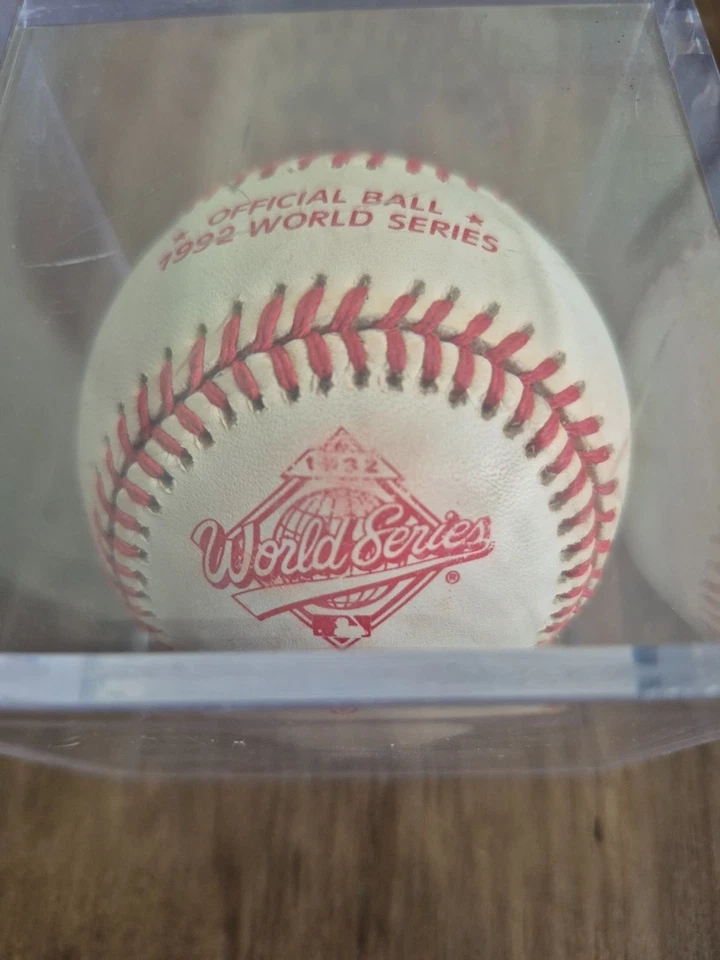 ★ OFFICIAL BALL ★
1992 WORLD SERIES
1992
World Series ®